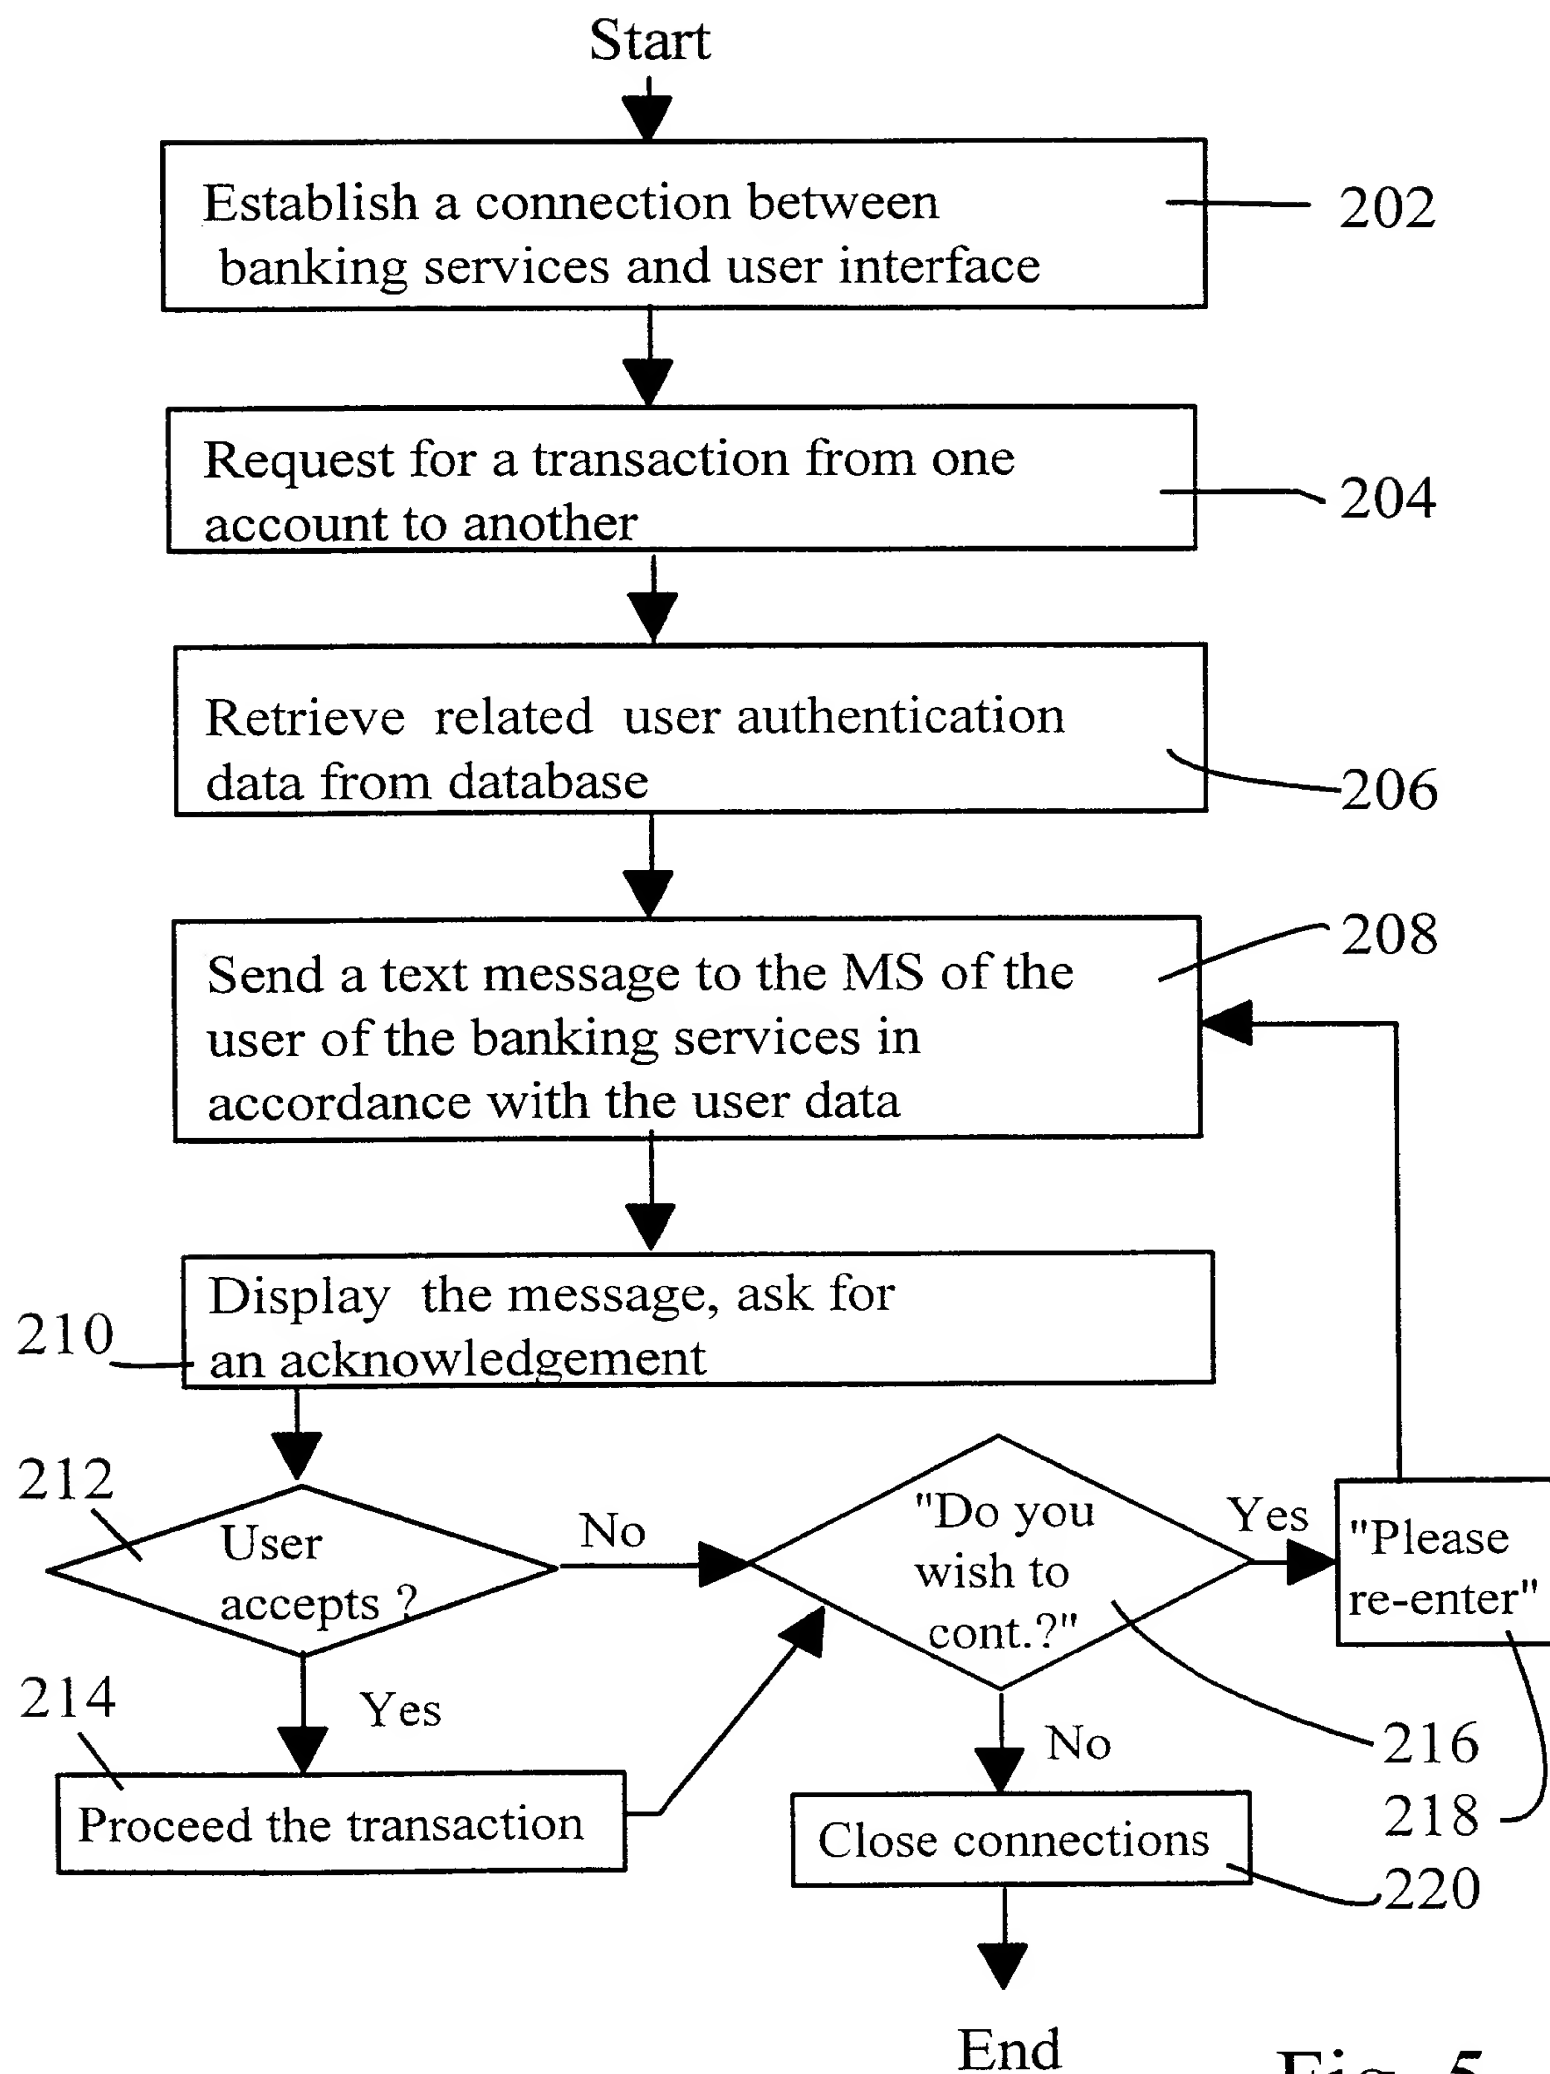 Start
Establish a connection between
banking services and user interface
202
Request for a transaction from one
account to another
204
Retrieve related user authentication
data from database
206
208
Send a text message to the MS of the
user of the banking services in
accordance with the user data
Display the message, ask for
an acknowledgement
210
212
User
accepts ?
No
"Do you
wish to
cont.?"
Yes
"Please
re-enter"
214
Yes
Proceed the transaction
No
216
218
Close connections
220
End
Fig. 5